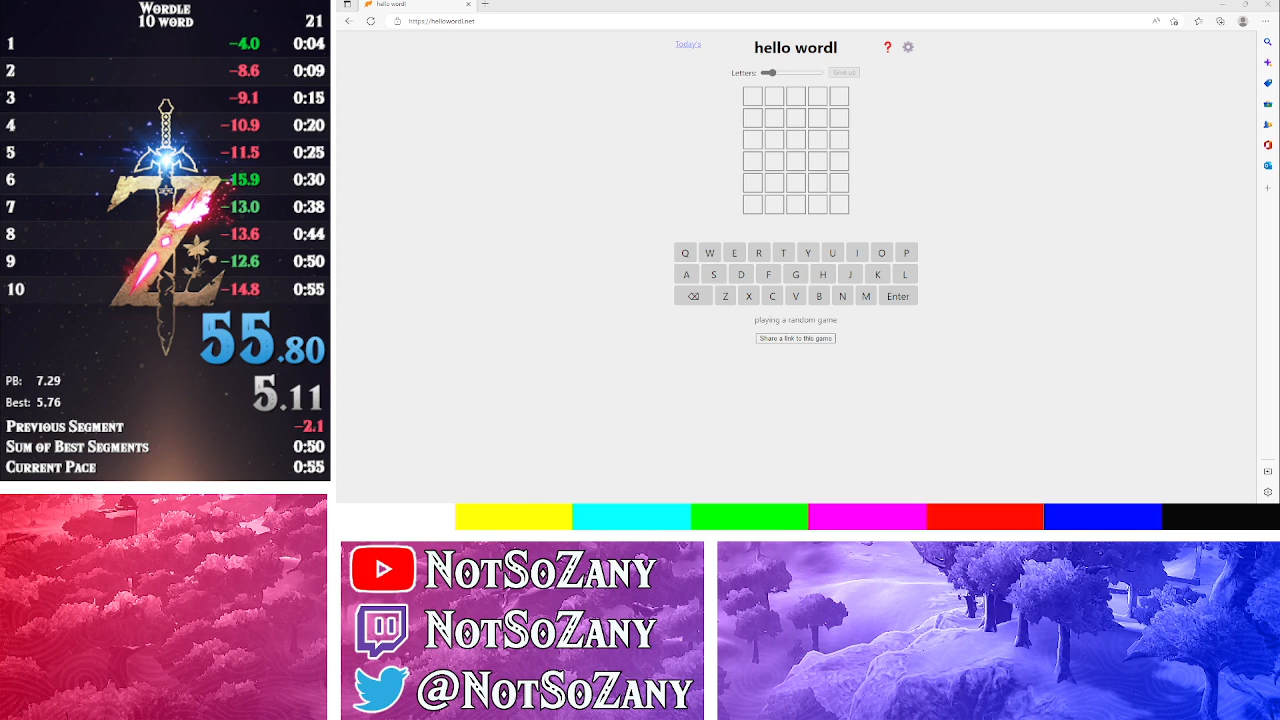 Wordle
10 word
21
1 -4.0 0:04
2 -8.6 0:09
3 -9.1 0:15
4 -10.9 0:20
5 -11.5 0:25
6 -15.9 0:30
7 -13.0 0:38
8 -13.6 0:44
9 -12.6 0:50
10 -14.8 0:55
55.80
PB: 7.29
Best: 5.76
5.11
Previous Segment -2.1
Sum of Best Segments 0:50
Current Pace 0:55
hello wordl
https://hellowordl.net
Today's
hello wordl
Letters:
Give up
Q W E R T Y U I O P
A S D F G H J K L
Z X C V B N M Enter
playing a random game
Share a link to this game
NotSoZany
NotSoZany
@NotSoZany